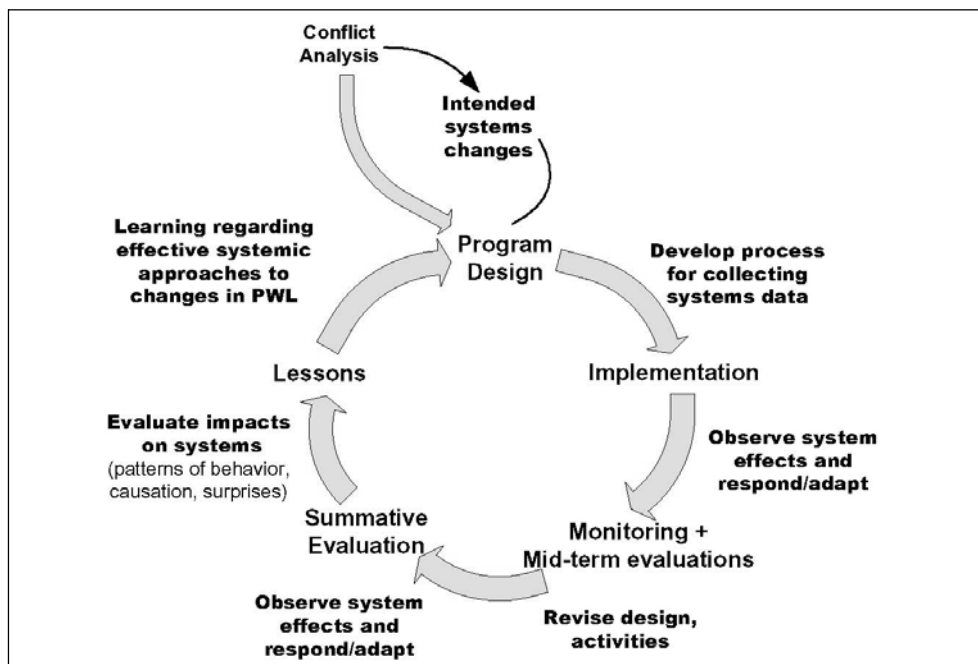 Conflict
Analysis
Intended
systems
changes
Learning regarding
effective systemic
approaches to
changes in PWL
Program
Design
Develop process
for collecting
systems data
Lessons
Implementation
Evaluate impacts
on systems
(patterns of behavior,
causation, surprises)
Observe system
effects and
respond/adapt
Summative
Evaluation
Monitoring +
Mid-term evaluations
Observe system
effects and
respond/adapt
Revise design,
activities